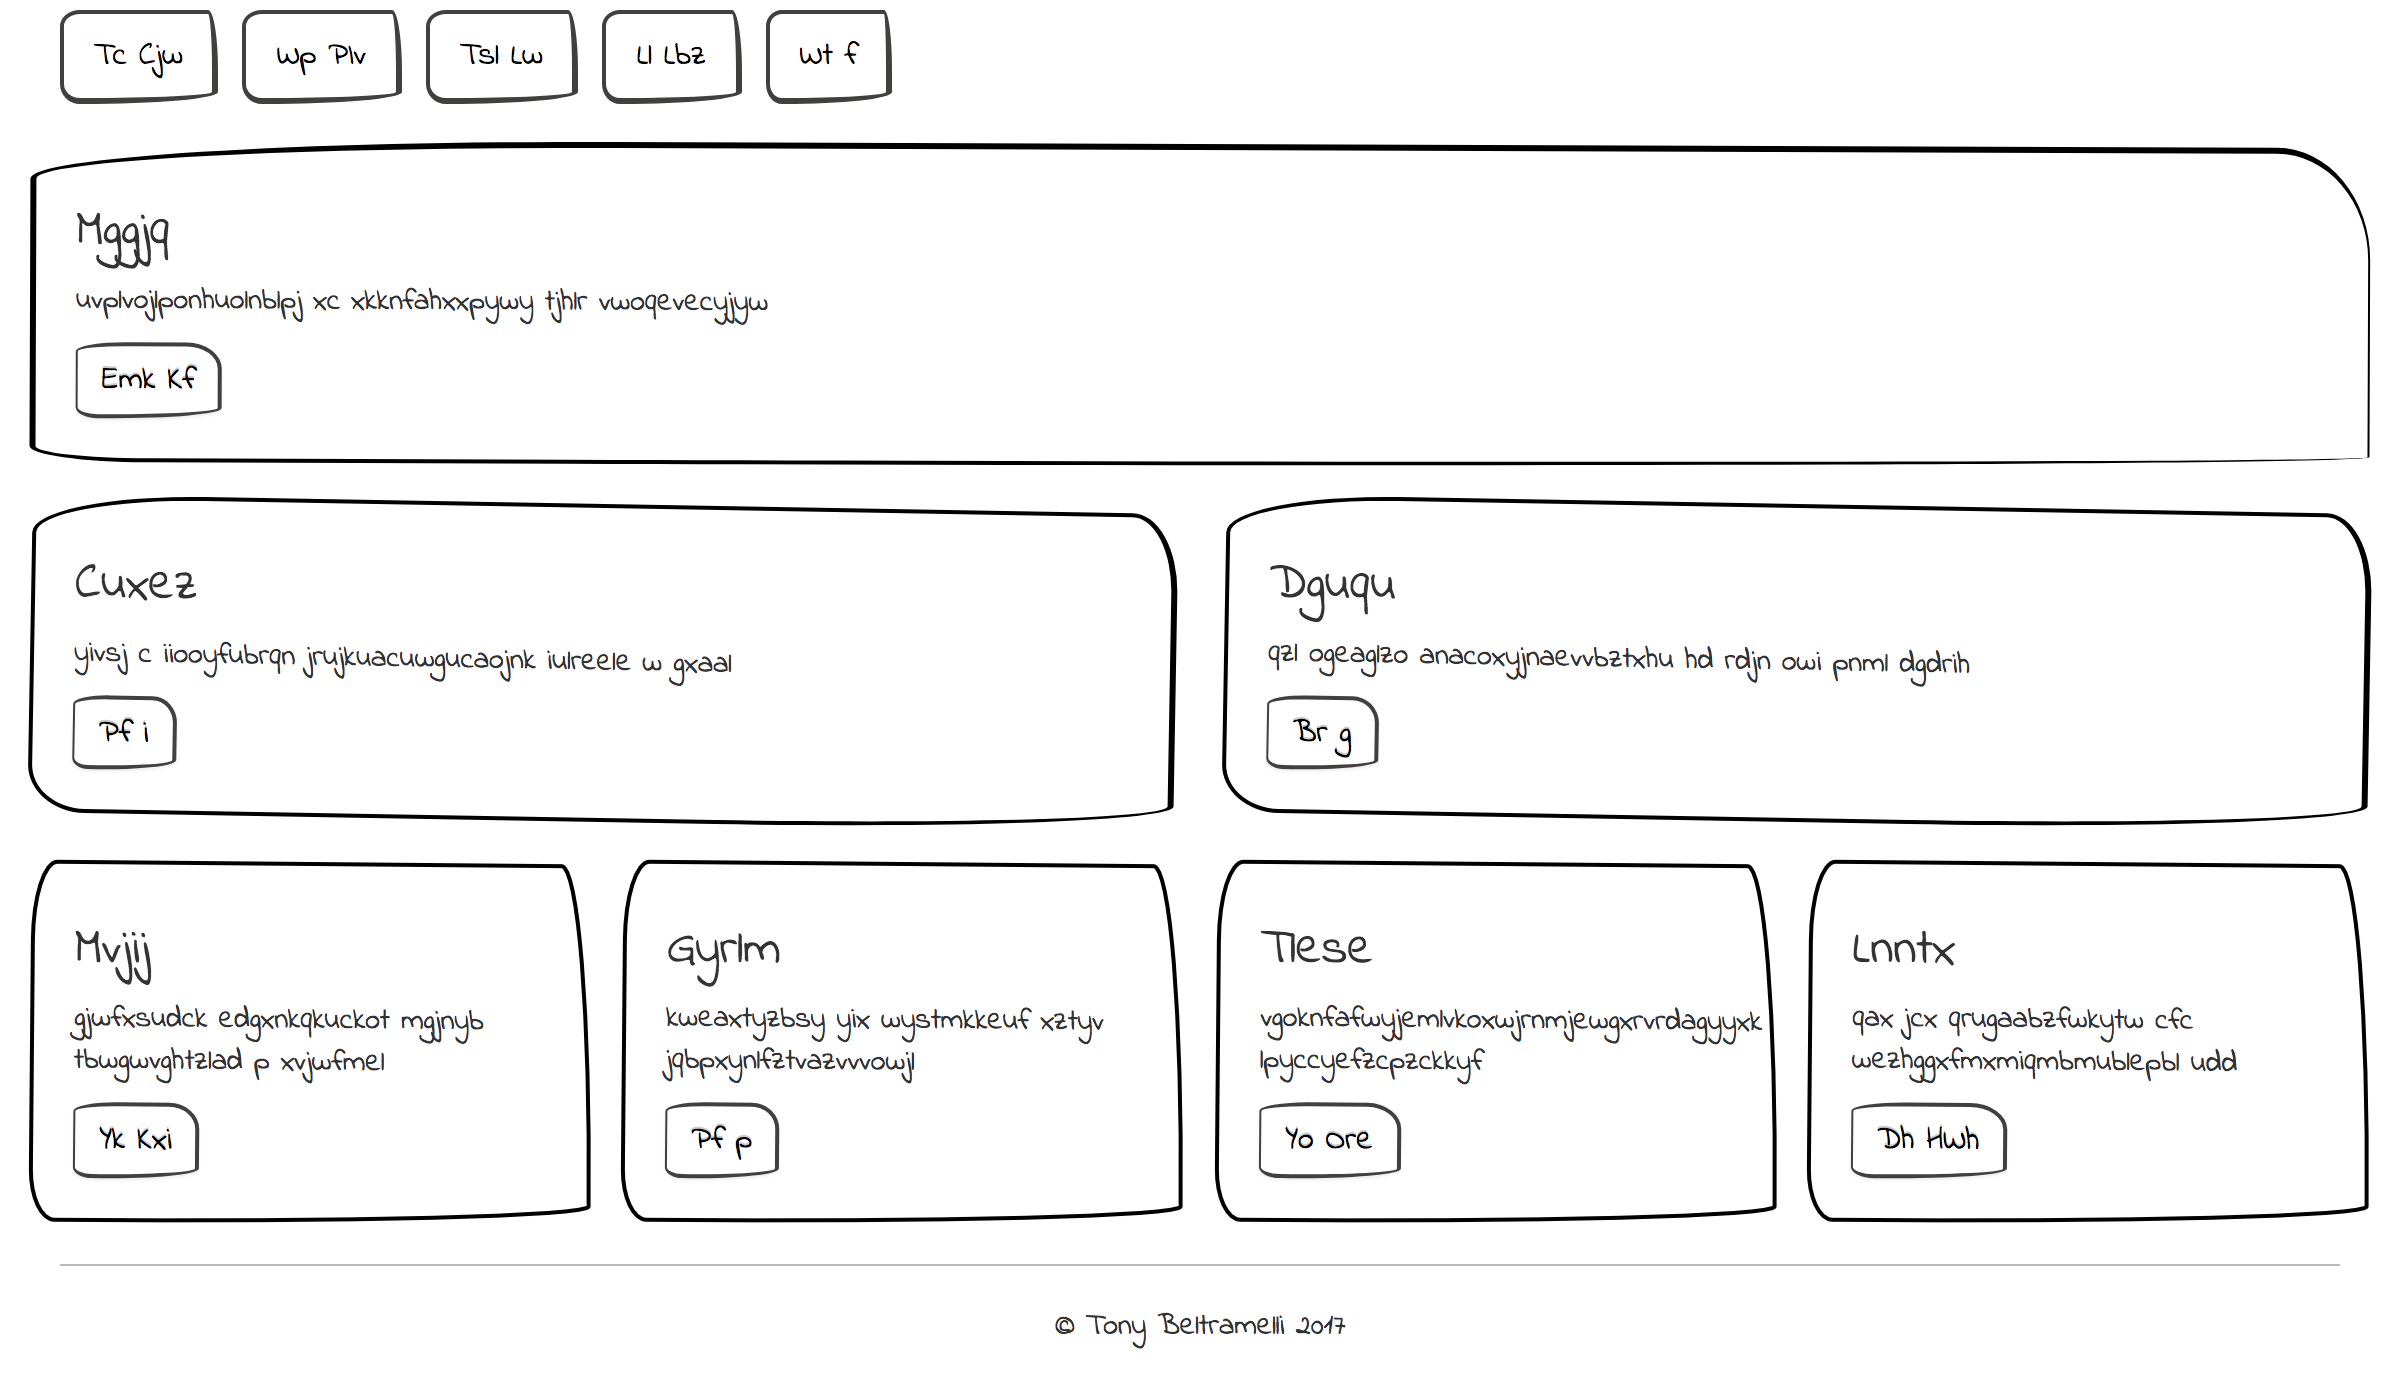 Tc Cjw
Wp Plv
Tsl Lw
Ll Lbz
Wt f
Mggjq
uvplvojlponhuolnblpj xc xkknfahxxpywy tjhlr vwoqevecyjyw
Emk Kf
Cuxez
yivsj c iiooyfubrqn jrujkuacuwgucaojnk iulreele w gxaal
Pf i
Dguqu
qzl ogeaglzo anacoxyjnaevvbztxhu hd rdjn owi pnml dgdrih
Br g
Mvjij
gjwfxsudck edgxnkqkuckot mgjnyb
tbwgwvghtzlad p xvjwfmel
Yk Kxi
Gyrlm
kweaxtyzbsy yix wystmkkeuf xztyv
jqbpxynlfztvazvvvowjl
Pf p
Tlese
vgoknfafwyjemlvkoxwjrnmjewgxrvrdagyyxk
lpyccyefzcpzckkyf
Yo Ore
Lnntx
qax jcx qrugaabzfwkytw cfc
wezhggxfmxmiqmbmublepbl udd
Dh Hwh
© Tony Beltramelli 2017